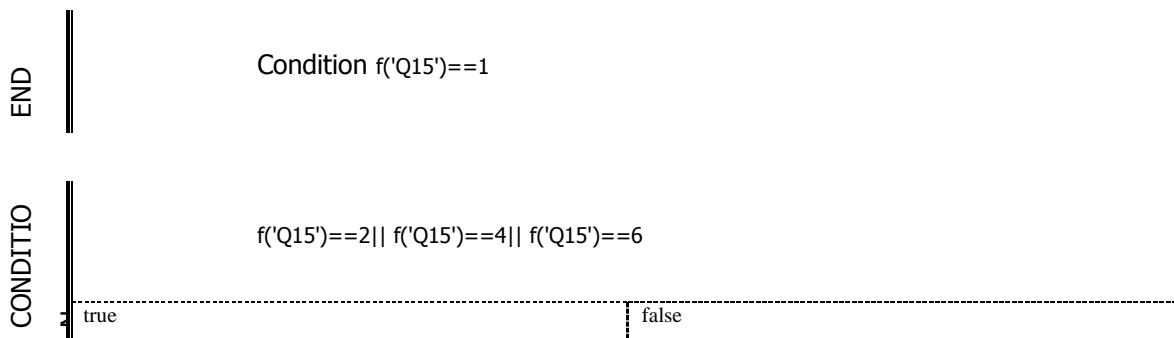 END
Condition f('Q15')==1
CONDITIO
N
f('Q15')==2|| f('Q15')==4|| f('Q15')==6
true
false